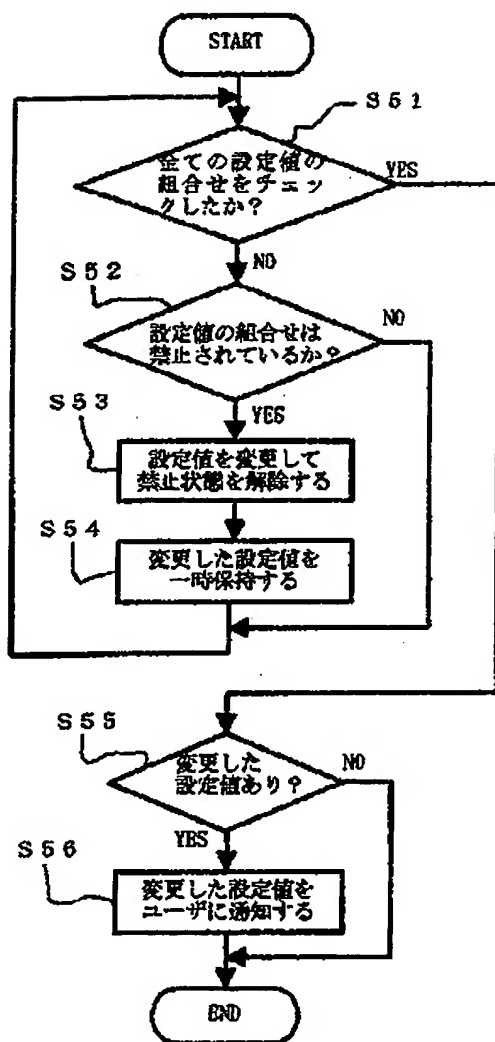 START
S51
全ての設定値の
組合せをチェッ
クしたか?
YES
NO
S52
設定値の組合せは
禁止されているか?
NO
YES
S53
設定値を変更して
禁止状態を解除する
S54
変更した設定値を
一時保持する
S55
変更した
設定値あり?
NO
YES
S56
変更した設定値を
ユーザに通知する
END